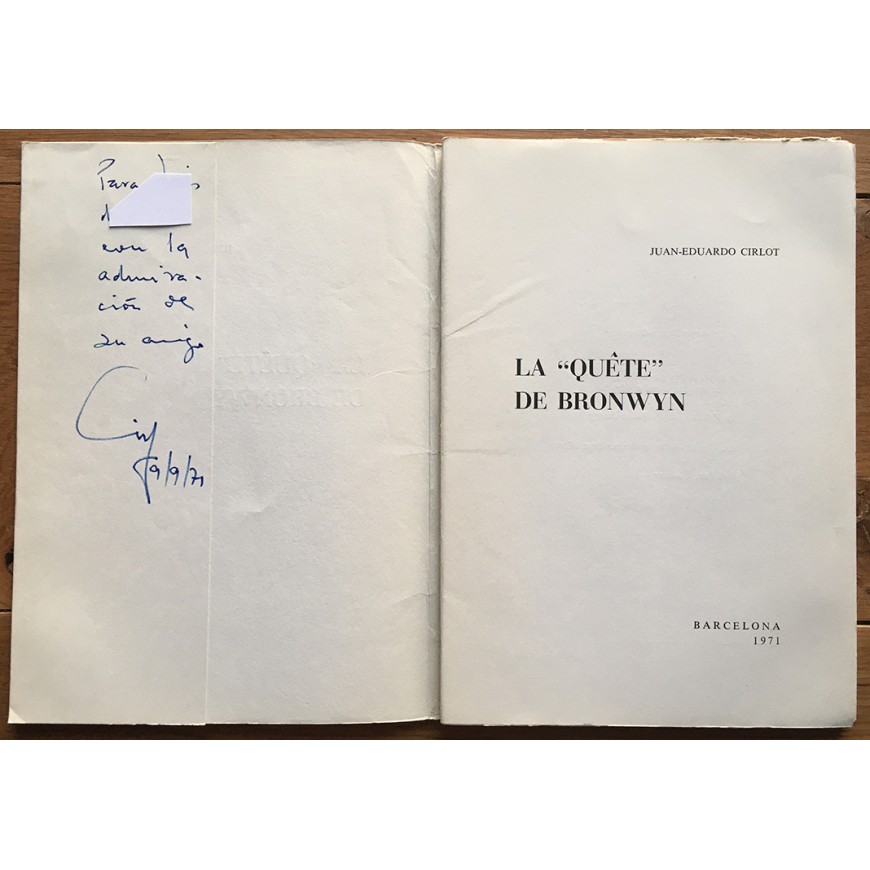 Para
con la
admira-
ción de
su amigo
Cirlot
9/9/71
JUAN-EDUARDO CIRLOT
LA “QUÊTE”
DE BRONWYN
BARCELONA
1971